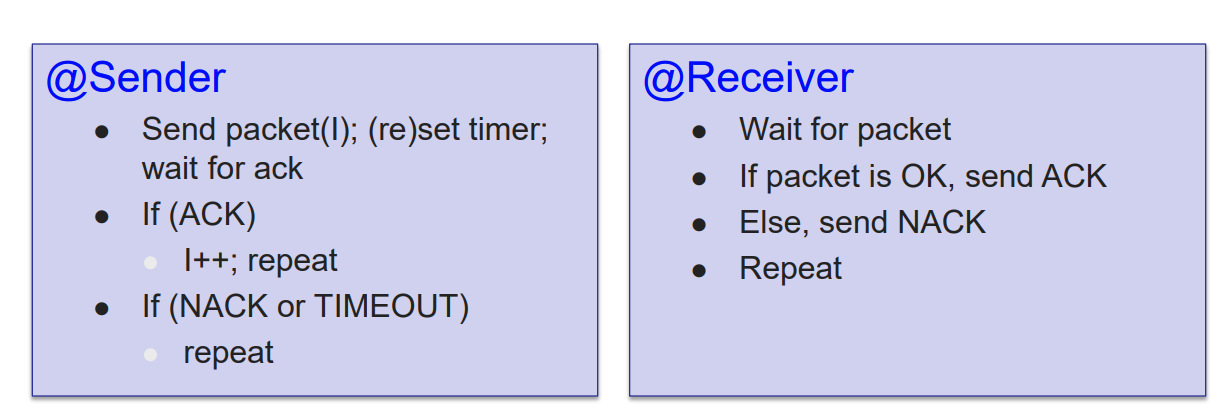 @Sender
● Send packet(I); (re)set timer;
wait for ack
● If (ACK)
● I++; repeat
● If (NACK or TIMEOUT)
● repeat
@Receiver
● Wait for packet
● If packet is OK, send ACK
● Else, send NACK
● Repeat